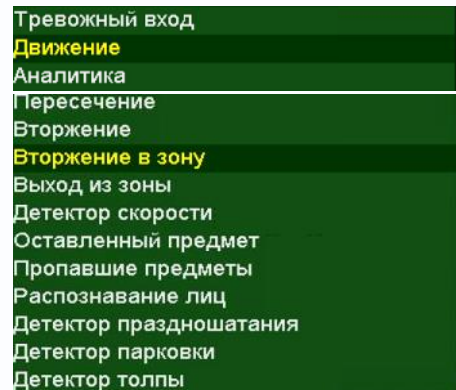 Тревожный вход
Движение
Аналитика
Пересечение
Вторжение
Вторжение в зону
Выход из зоны
Детектор скорости
Оставленный предмет
Пропавшие предметы
Распознавание лиц
Детектор праздношатания
Детектор парковки
Детектор толпы